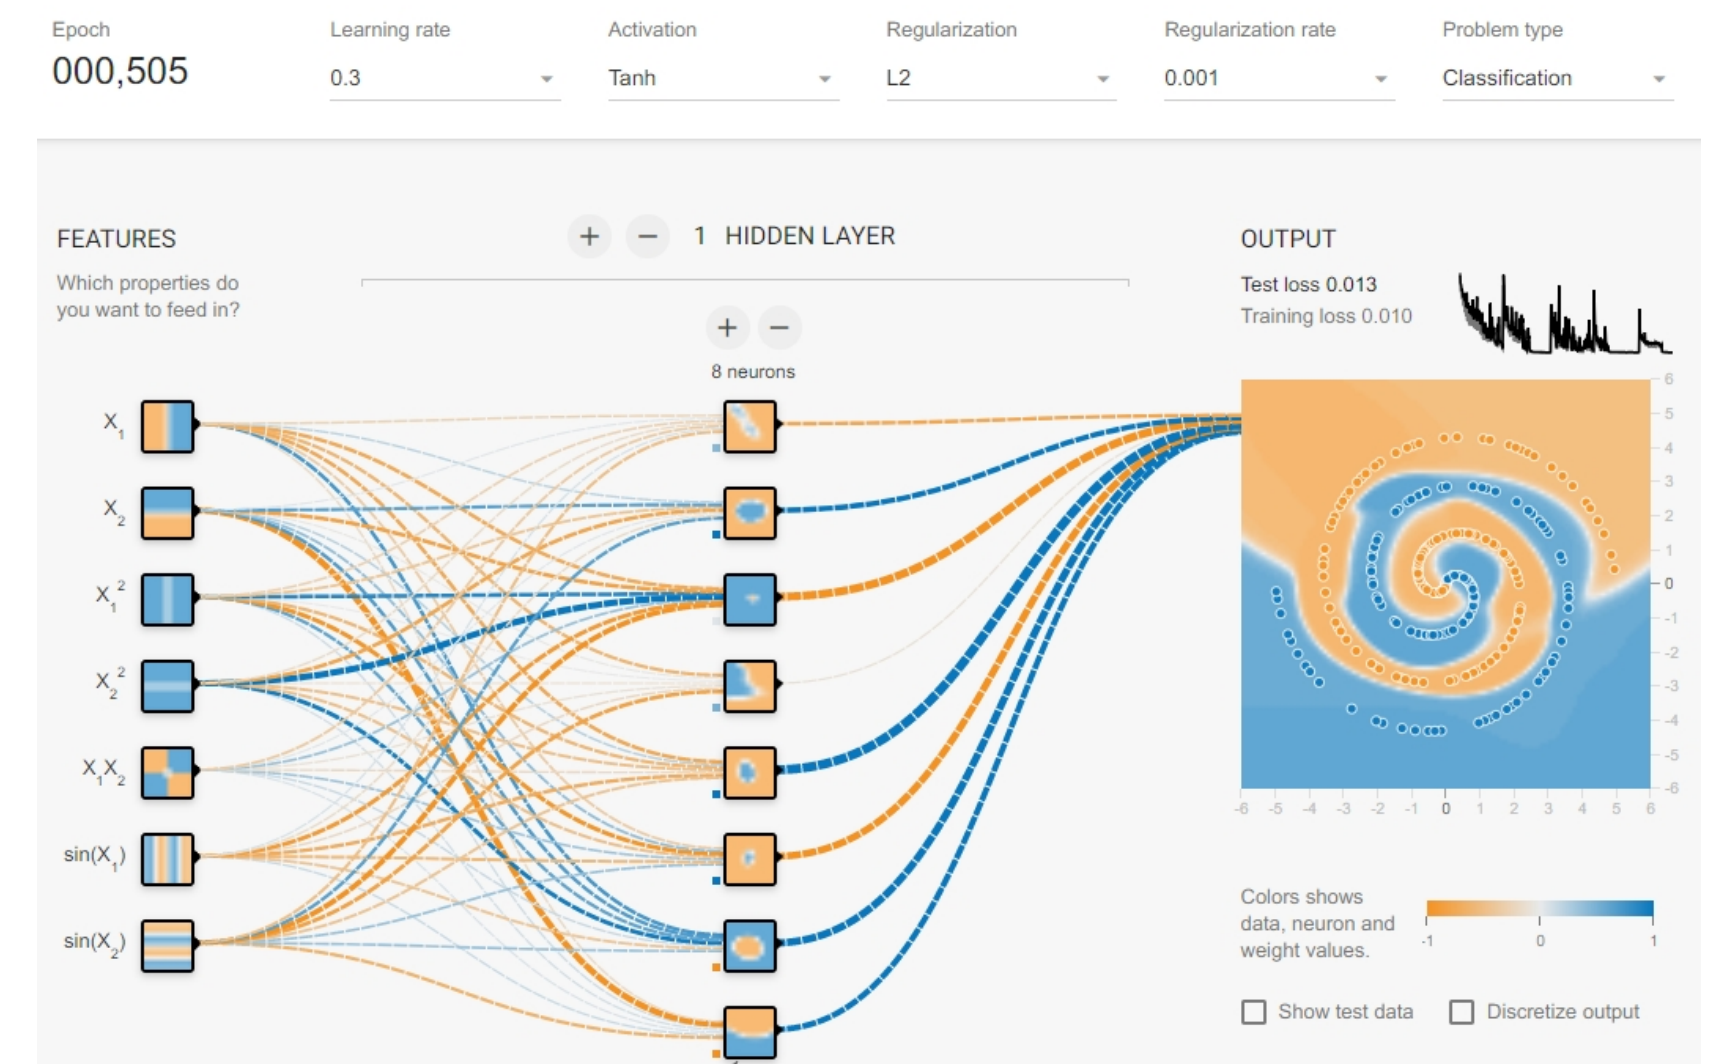 Epoch
000,505
Learning rate
0.3
Activation
Tanh
Regularization
L2
Regularization rate
0.001
Problem type
Classification
FEATURES
Which properties do
you want to feed in?
+ − 1 HIDDEN LAYER
+ −
8 neurons
X1
X2
X1²
X2²
X1X2
sin(X1)
sin(X2)
OUTPUT
Test loss 0.013
Training loss 0.010
6
5
4
3
2
1
0
-1
-2
-3
-4
-5
-6
-6 -5 -4 -3 -2 -1 0 1 2 3 4 5 6
Colors shows
data, neuron and
weight values.
-1 0 1
Show test data
Discretize output